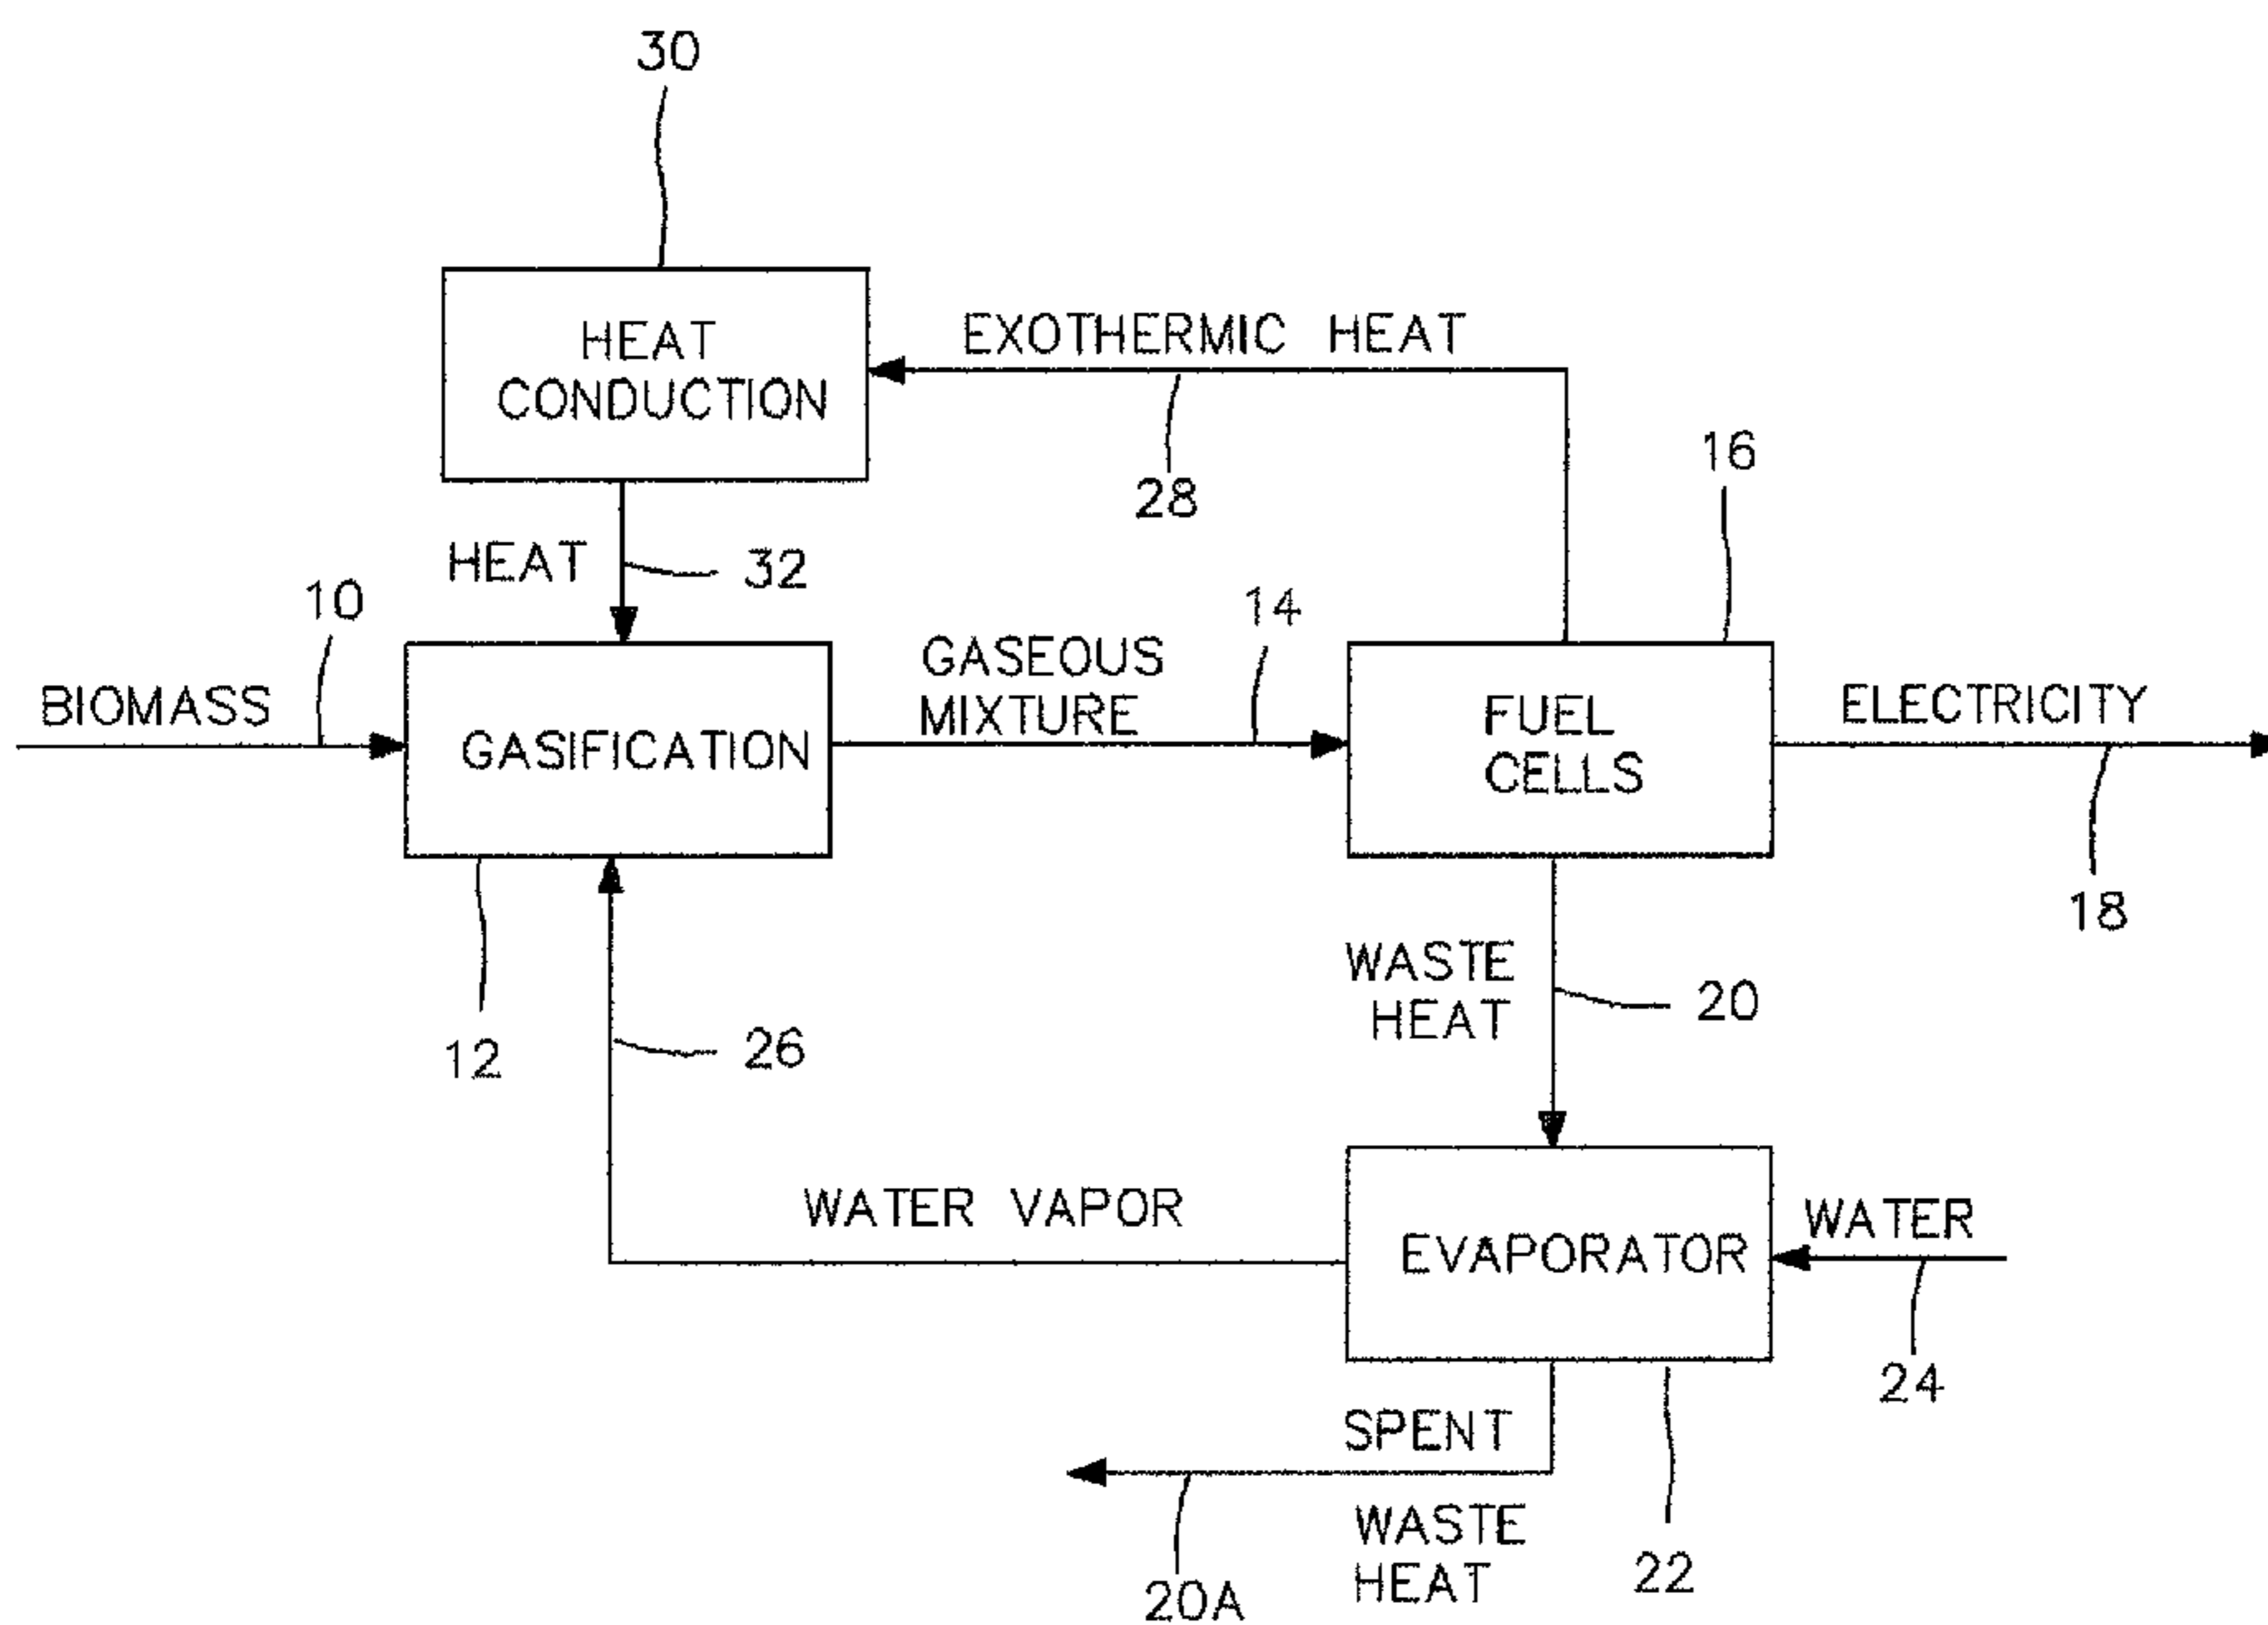 30
HEAT
CONDUCTION
EXOTHERMIC HEAT
28
16
HEAT
32
10
BIOMASS
GASIFICATION
GASEOUS
MIXTURE
14
FUEL
CELLS
ELECTRICITY
18
12
26
WASTE
HEAT
20
WATER VAPOR
EVAPORATOR
WATER
24
SPENT
WASTE
HEAT
20A
22